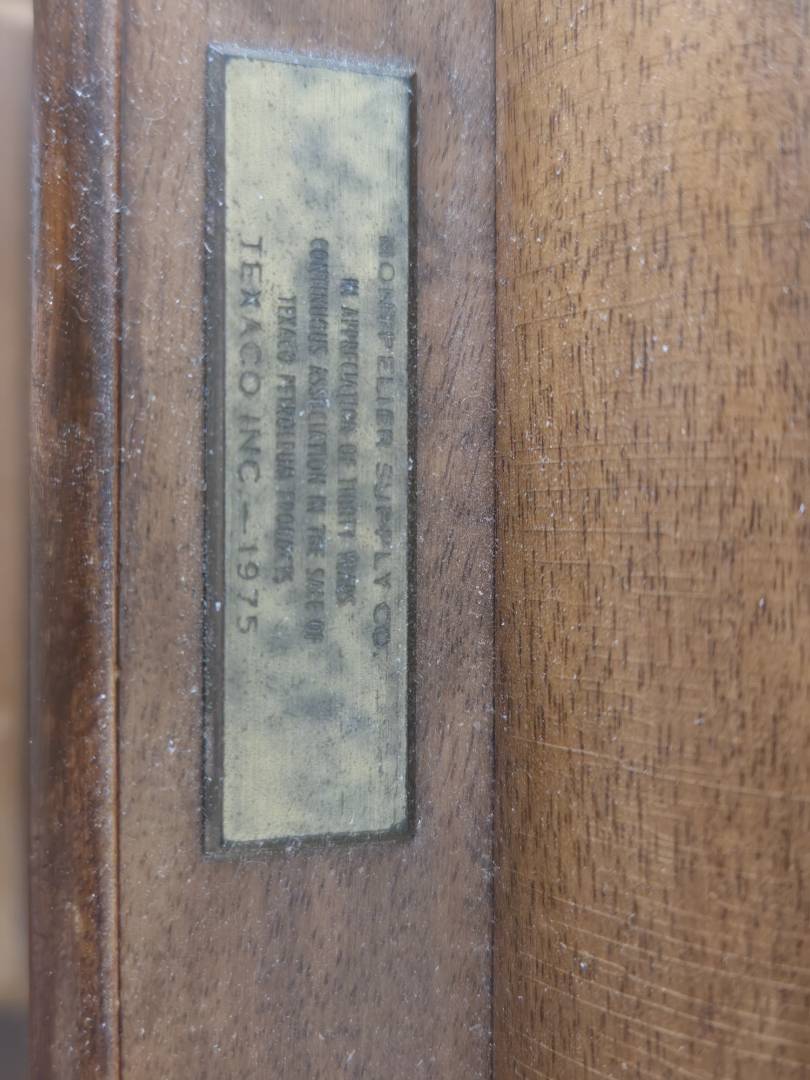 MONTPELIER SUPPLY CO.
IN APPRECIATION OF THIRTY YEARS
CONTINUOUS ASSOCIATION IN THE SALE OF
TEXACO PETROLEUM PRODUCTS
TEXACO INC. - 1975